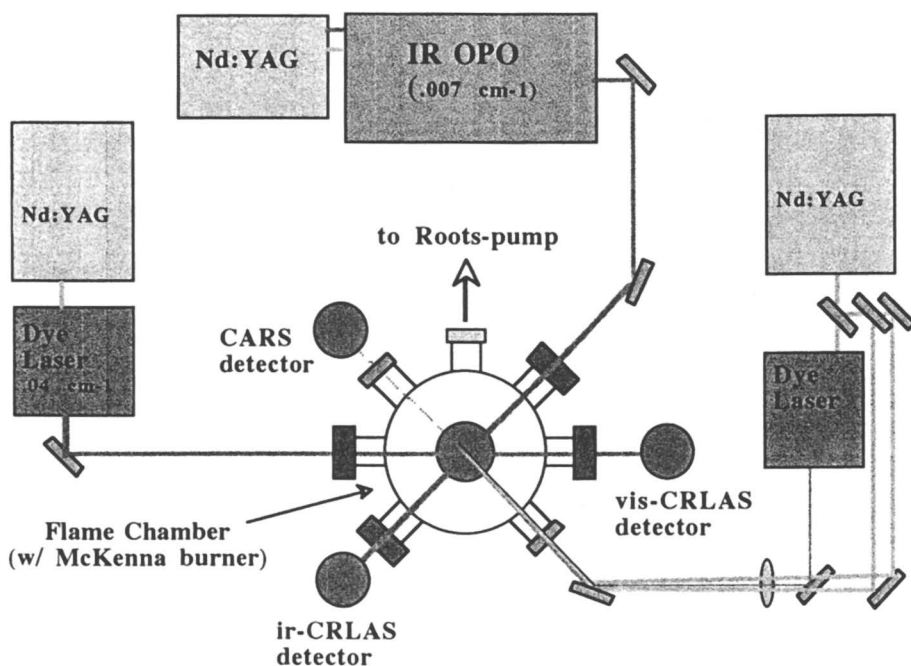 Nd:YAG
IR OPO
(.007 cm-1)
Nd:YAG
Nd:YAG
to Roots-pump
Dye
Laser
.04 cm-1
CARS
detector
Dye
Laser
vis-CRLAS
detector
Flame Chamber
(w/ McKenna burner)
ir-CRLAS
detector